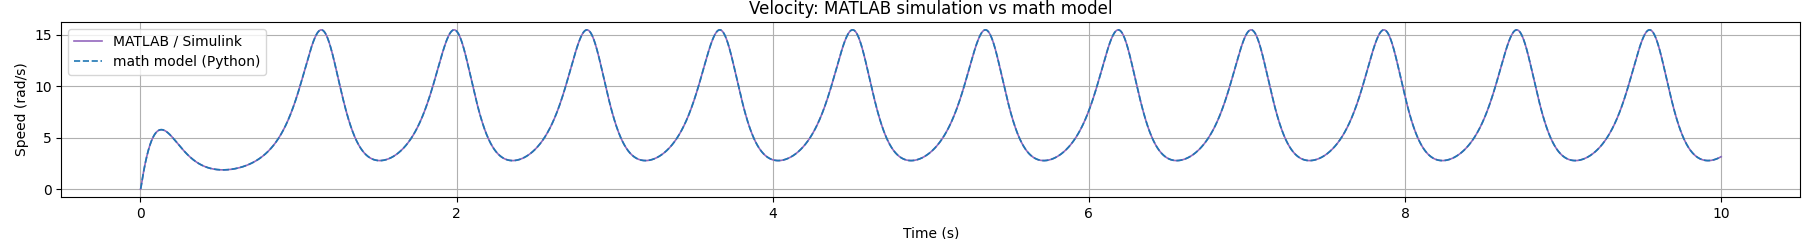 Velocity: MATLAB simulation vs math model
MATLAB / Simulink
math model (Python)
Speed (rad/s)
15
10
5
0
0 2 4 6 8 10
Time (s)